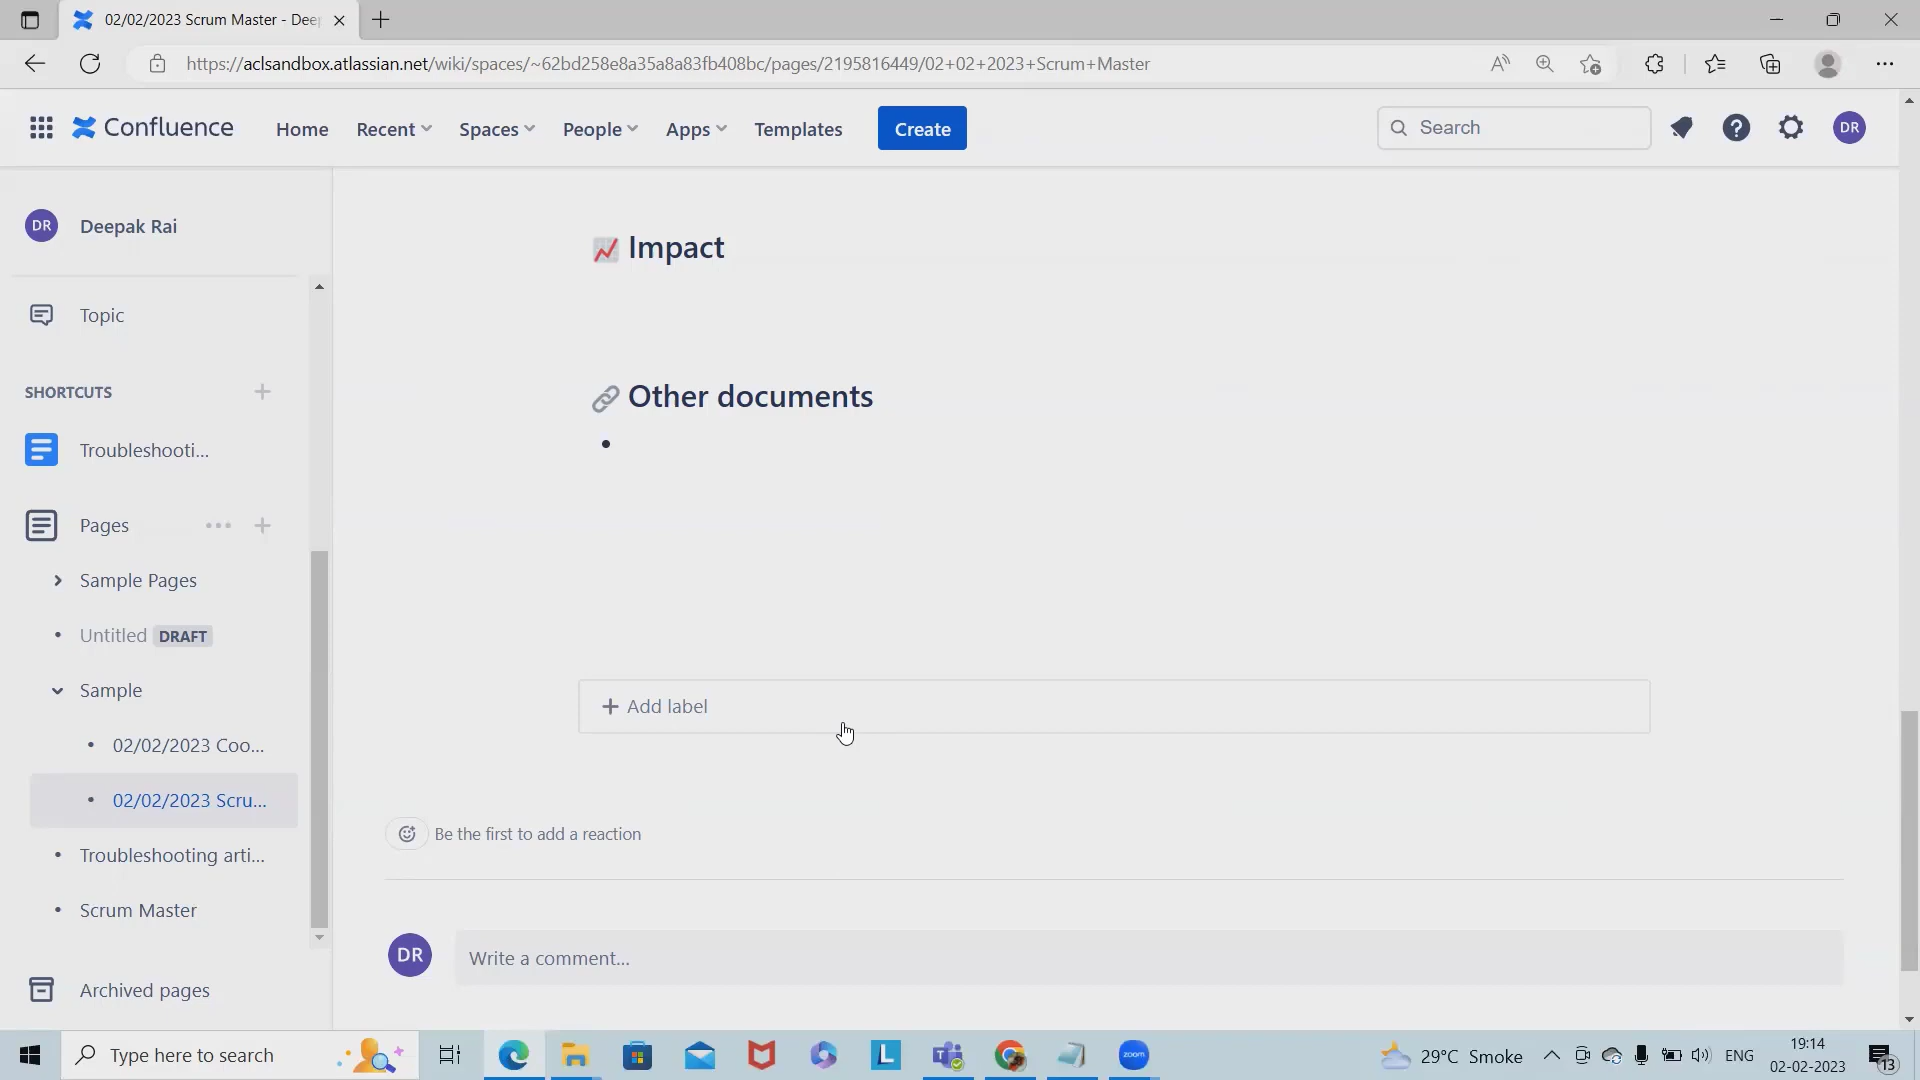 02/02/2023 Scrum Master - Dee
https://aclsandbox.atlassian.net/wiki/spaces/~62bd258e8a35a8a83fb408bc/pages/2195816449/02+02+2023+Scrum+Master
Confluence Home Recent Spaces People Apps Templates Create Search DR
DR Deepak Rai
Topic
SHORTCUTS
Troubleshooti...
Pages
Sample Pages
Untitled DRAFT
Sample
02/02/2023 Coo...
02/02/2023 Scru...
Troubleshooting arti...
Scrum Master
Archived pages
Impact
Other documents
Add label
Be the first to add a reaction
DR Write a comment...
Type here to search
L
zoom
29°C Smoke
ENG
19:14
02-02-2023
13